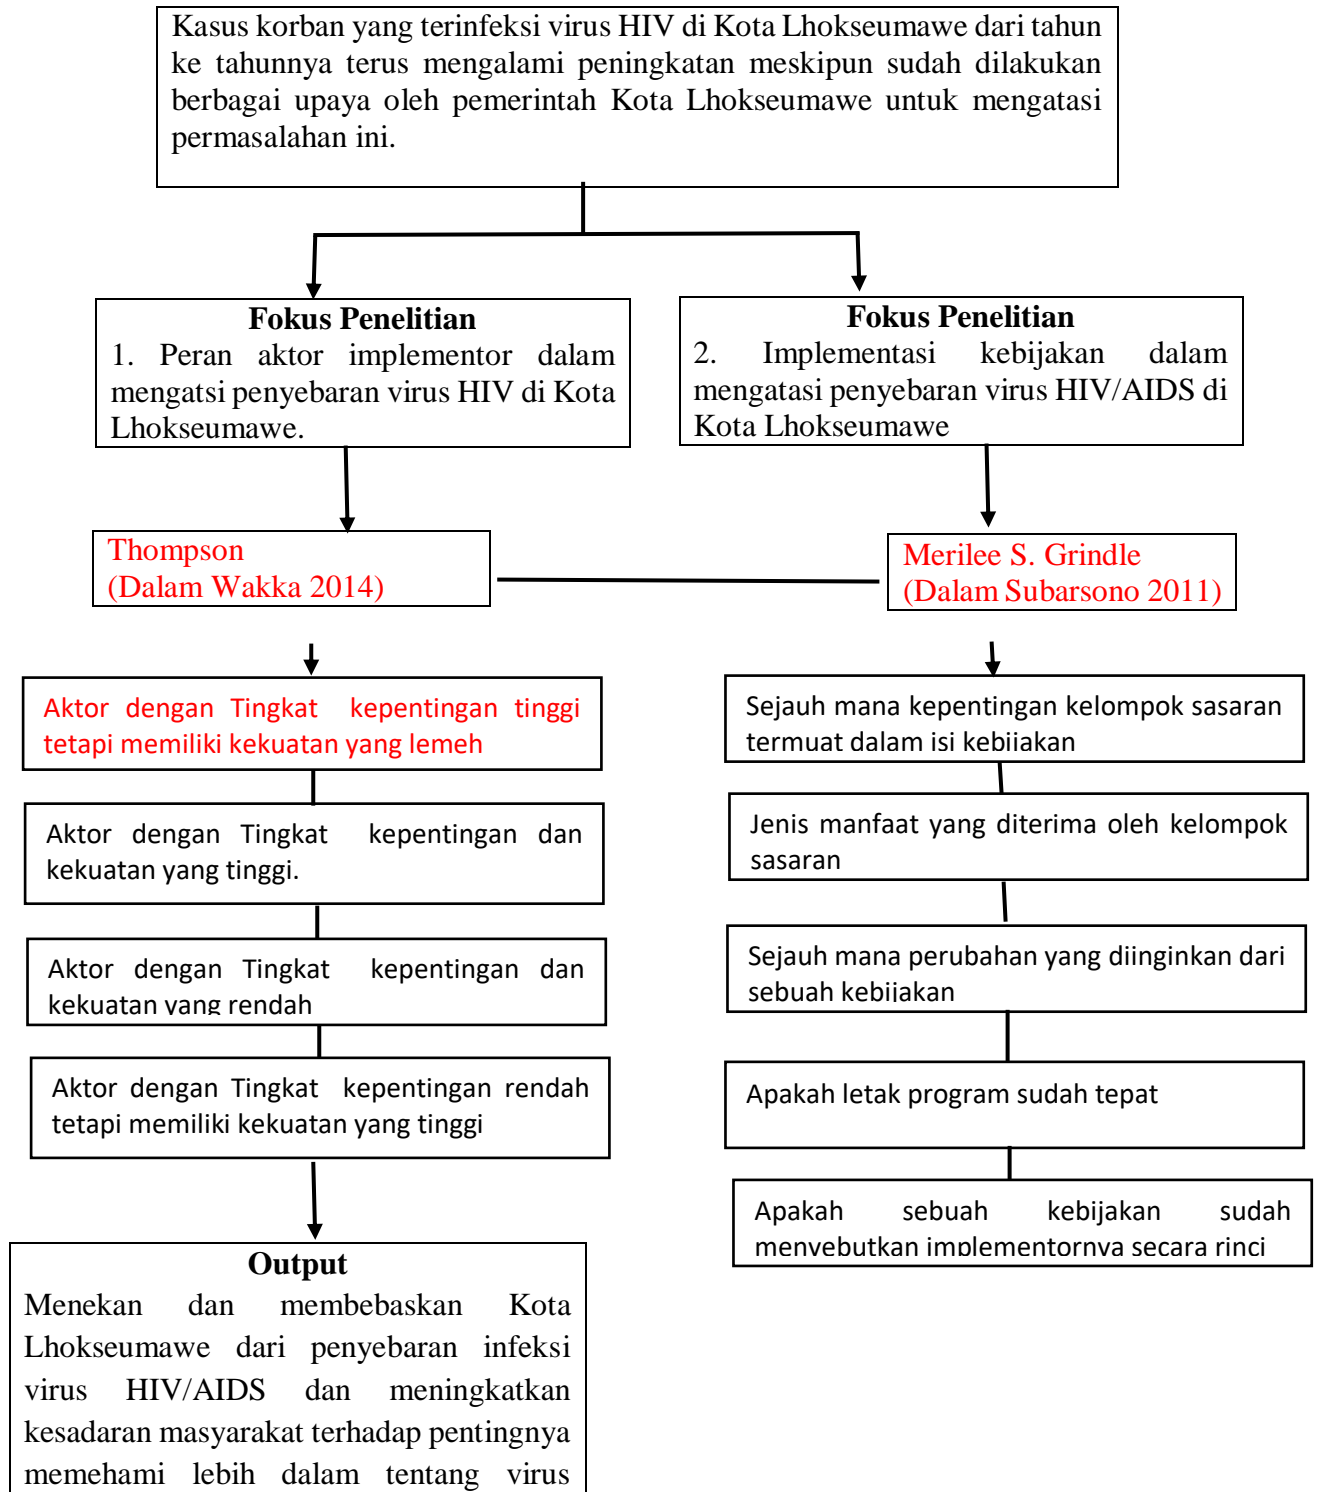 Kasus korban yang terinfeksi virus HIV di Kota Lhokseumawe dari tahun
ke tahunnya terus mengalami peningkatan meskipun sudah dilakukan
berbagai upaya oleh pemerintah Kota Lhokseumawe untuk mengatasi
permasalahan ini.
Fokus Penelitian
1. Peran aktor implementor dalam
mengatsi penyebaran virus HIV di Kota
Lhokseumawe.
Fokus Penelitian
2. Implementasi kebijakan dalam
mengatasi penyebaran virus HIV/AIDS di
Kota Lhokseumawe
Thompson
(Dalam Wakka 2014)
Merilee S. Grindle
(Dalam Subarsono 2011)
Aktor dengan Tingkat kepentingan tinggi
tetapi memiliki kekuatan yang lemeh
Aktor dengan Tingkat kepentingan dan
kekuatan yang tinggi.
Aktor dengan Tingkat kepentingan dan
kekuatan yang rendah
Aktor dengan Tingkat kepentingan rendah
tetapi memiliki kekuatan yang tinggi
Sejauh mana kepentingan kelompok sasaran
termuat dalam isi kebijakan
Jenis manfaat yang diterima oleh kelompok
sasaran
Sejauh mana perubahan yang diinginkan dari
sebuah kebijakan
Apakah letak program sudah tepat
Apakah sebuah kebijakan sudah
menyebutkan implementornya secara rinci
Output
Menekan dan membebaskan Kota
Lhokseumawe dari penyebaran infeksi
virus HIV/AIDS dan meningkatkan
kesadaran masyarakat terhadap pentingnya
memehami lebih dalam tentang virus